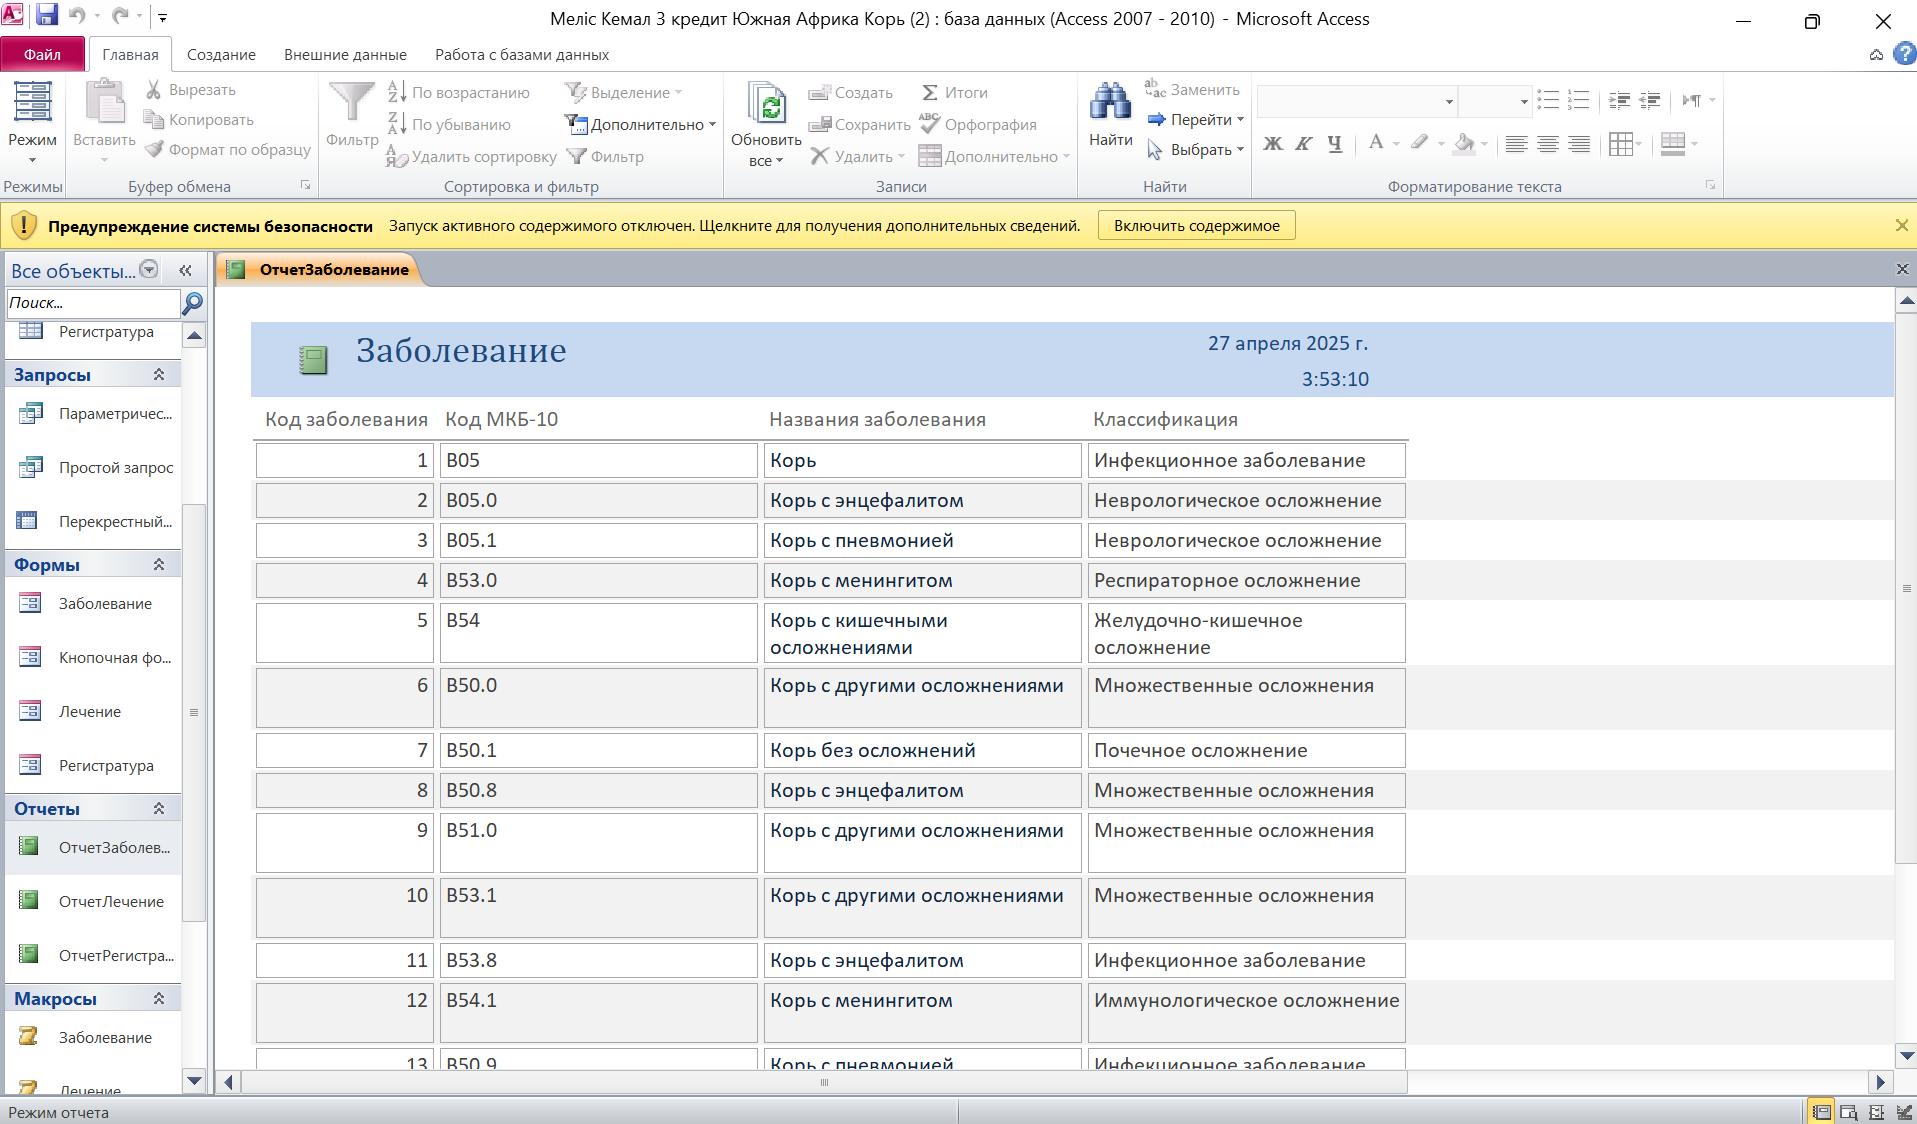 Меліс Кемал 3 кредит Южная Африка Корь (2) : база данных (Access 2007 - 2010) - Microsoft Access
Файл Главная Создание Внешние данные Работа с базами данных
Режим
Режимы
Вставить
Вырезать
Копировать
Формат по образцу
Буфер обмена
Фильтр
По возрастанию
По убыванию
Удалить сортировку
Выделение
Дополнительно
Фильтр
Сортировка и фильтр
Обновить
все
Создать
Сохранить
Удалить
Итоги
Орфография
Дополнительно
Записи
Найти
Заменить
Перейти
Выбрать
Найти
Ж К Ч А
Форматирование текста
Предупреждение системы безопасности Запуск активного содержимого отключен. Щелкните для получения дополнительных сведений. Включить содержимое
Все объекты...
Поиск...
Регистратура
Запросы
Параметричес...
Простой запрос
Перекрестный...
Формы
Заболевание
Кнопочная фо...
Лечение
Регистратура
Отчеты
ОтчетЗаболев...
ОтчетЛечение
ОтчетРегистра...
Макросы
Заболевание
Лечение
ОтчетЗаболевание
Заболевание
27 апреля 2025 г.
3:53:10
Код заболевания Код МКБ-10 Названия заболевания Классификация
1 B05 Корь Инфекционное заболевание
2 B05.0 Корь с энцефалитом Неврологическое осложнение
3 B05.1 Корь с пневмонией Неврологическое осложнение
4 B53.0 Корь с менингитом Респираторное осложнение
5 B54 Корь с кишечными осложнениями Желудочно-кишечное осложнение
6 B50.0 Корь с другими осложнениями Множественные осложнения
7 B50.1 Корь без осложнений Почечное осложнение
8 B50.8 Корь с энцефалитом Множественные осложнения
9 B51.0 Корь с другими осложнениями Множественные осложнения
10 B53.1 Корь с другими осложнениями Множественные осложнения
11 B53.8 Корь с энцефалитом Инфекционное заболевание
12 B54.1 Корь с менингитом Иммунологическое осложнение
13 B50.9 Корь с пневмонией Инфекционное заболевание
Режим отчета